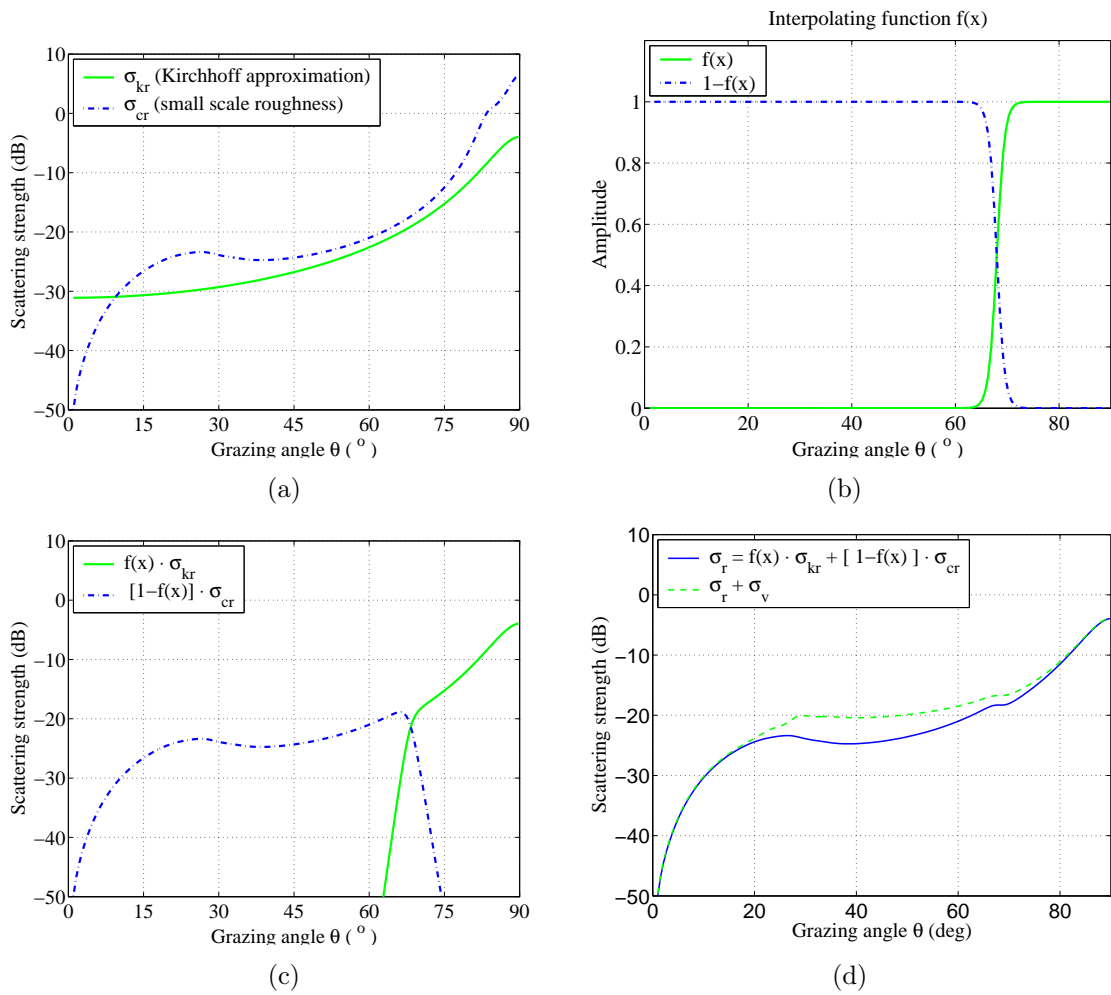 10
0
−10
−20
−30
−40
−50
0 15 30 45 60 75 90
Scattering strength (dB)
Grazing angle θ ( °)
σkr (Kirchhoff approximation)
σcr (small scale roughness)
(a)
Interpolating function f(x)
1
0.8
0.6
0.4
0.2
0
0 20 40 60 80
Amplitude
Grazing angle θ ( °)
f(x)
1−f(x)
(b)
10
0
−10
−20
−30
−40
−50
0 15 30 45 60 75 90
Scattering strength (dB)
Grazing angle θ ( °)
f(x) · σkr
[1−f(x)] · σcr
(c)
10
0
−10
−20
−30
−40
−50
0 20 40 60 80
Scattering strength (dB)
Grazing angle θ (deg)
σr = f(x) · σkr + [ 1−f(x) ] · σcr
σr + σv
(d)